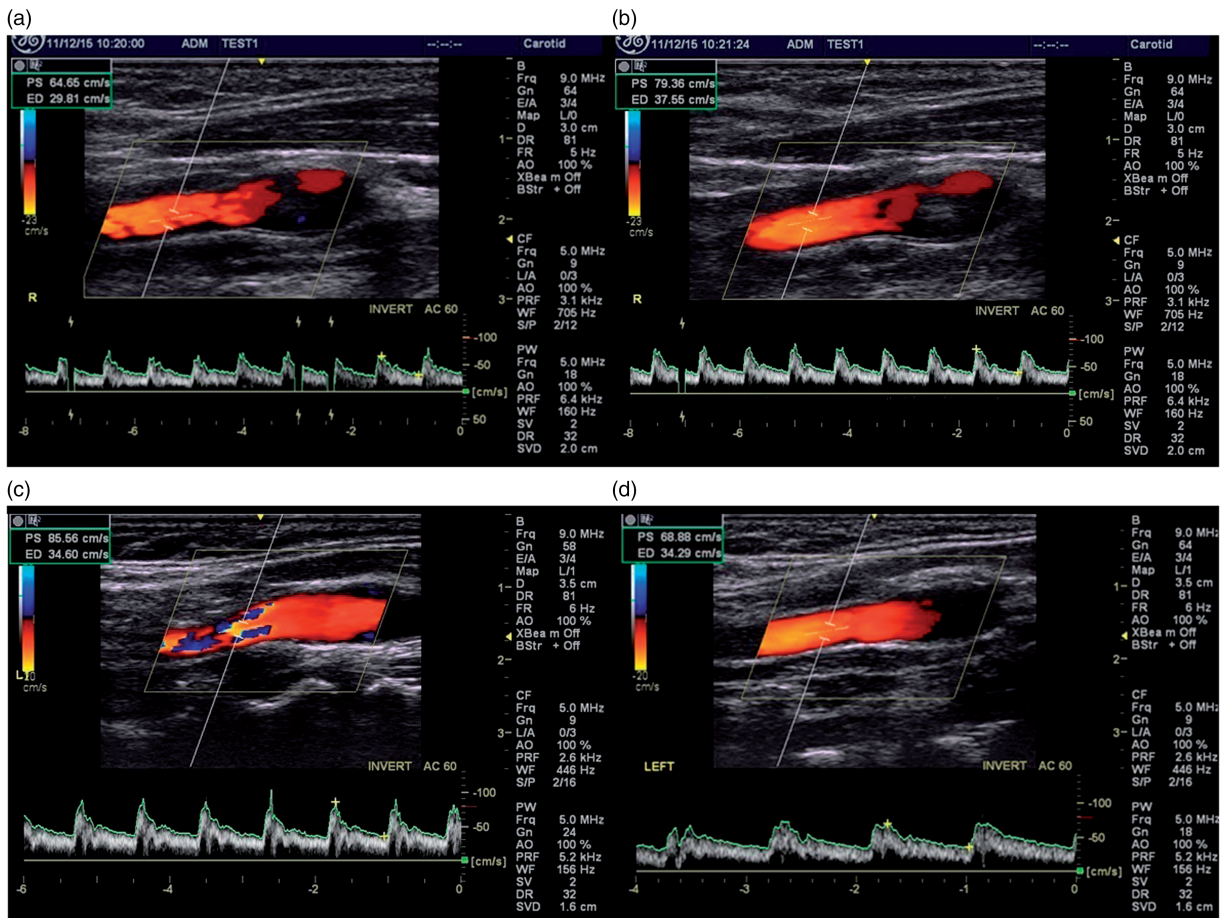 (a)
11/12/15 10:20:00 ADM TEST1 --:--:-- Carotid
PS 64.65 cm/s
ED 29.81 cm/s
-23
cm/s
R
INVERT AC 60
1
2
3
B
Frq 9.0 MHz
Gn 64
E/A 3/4
Map L/0
D 3.0 cm
DR 81
FR 5 Hz
AO 100 %
XBeam Off
BStr + Off
CF
Frq 5.0 MHz
Gn 9
L/A 0/3
AO 100 %
PRF 3.1 kHz
WF 705 Hz
S/P 2/12
PW
Frq 5.0 MHz
Gn 18
AO 100 %
PRF 6.4 kHz
WF 160 Hz
SV 2
DR 32
SVD 2.0 cm
-100
-50
[cm/s]
50
-8 -6 -4 -2 0
(b)
11/12/15 10:21:24 ADM TEST1 --:--:-- Carotid
PS 79.36 cm/s
ED 37.55 cm/s
-23
cm/s
R
INVERT AC 60
1
2
3
B
Frq 9.0 MHz
Gn 64
E/A 3/4
Map L/0
D 3.0 cm
DR 81
FR 5 Hz
AO 100 %
XBeam Off
BStr + Off
CF
Frq 5.0 MHz
Gn 9
L/A 0/3
AO 100 %
PRF 3.1 kHz
WF 705 Hz
S/P 2/12
PW
Frq 5.0 MHz
Gn 18
AO 100 %
PRF 6.4 kHz
WF 160 Hz
SV 2
DR 32
SVD 2.0 cm
-100
-50
[cm/s]
50
-8 -6 -4 -2 0
(c)
PS 85.56 cm/s
ED 34.60 cm/s
cm/s
INVERT AC 60
1
2
3
B
Frq 9.0 MHz
Gn 58
E/A 3/4
Map L/0
D 3.5 cm
DR 81
FR 6 Hz
AO 100 %
XBeam Off
BStr + Off
CF
Frq 5.0 MHz
Gn 9
L/A 0/3
AO 100 %
PRF 2.6 kHz
WF 446 Hz
S/P 2/16
PW
Frq 5.0 MHz
Gn 24
AO 100 %
PRF 5.2 kHz
WF 156 Hz
SV 2
DR 32
SVD 1.6 cm
-100
-50
[cm/s]
-6 -4 -2 0
(d)
PS 68.88 cm/s
ED 34.29 cm/s
-20
cm/s
LEFT
INVERT AC 60
1
2
3
B
Frq 9.0 MHz
Gn 64
E/A 3/4
Map L/1
D 3.5 cm
DR 81
FR 6 Hz
AO 100 %
XBeam Off
BStr + Off
CF
Frq 5.0 MHz
Gn 9
L/A 0/3
AO 100 %
PRF 2.6 kHz
WF 446 Hz
S/P 2/16
PW
Frq 5.0 MHz
Gn 18
AO 100 %
PRF 5.2 kHz
WF 156 Hz
SV 2
DR 32
SVD 1.6 cm
-100
-50
[cm/s]
-4 -3 -2 -1 0